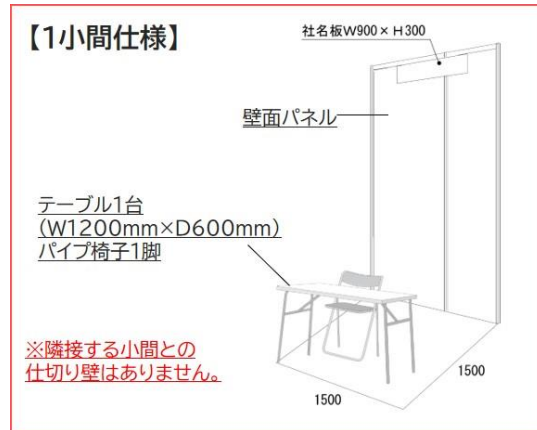 【1小間仕様】
社名板W900×H300
壁面パネル
テーブル1台
(W1200mm×D600mm)
パイプ椅子1脚
※隣接する小間との
仕切り壁はありません。
1500
1500